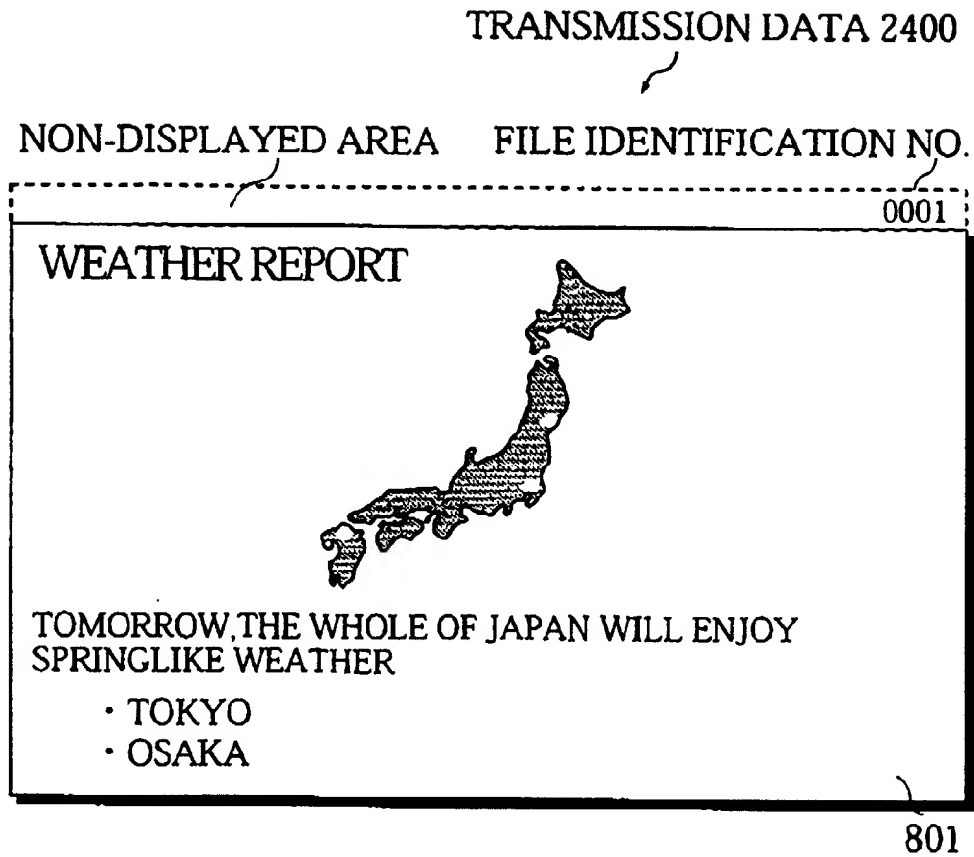 TRANSMISSION DATA 2400
NON-DISPLAYED AREA FILE IDENTIFICATION NO.
0001
WEATHER REPORT
TOMORROW,THE WHOLE OF JAPAN WILL ENJOY
SPRINGLIKE WEATHER
· TOKYO
· OSAKA
801